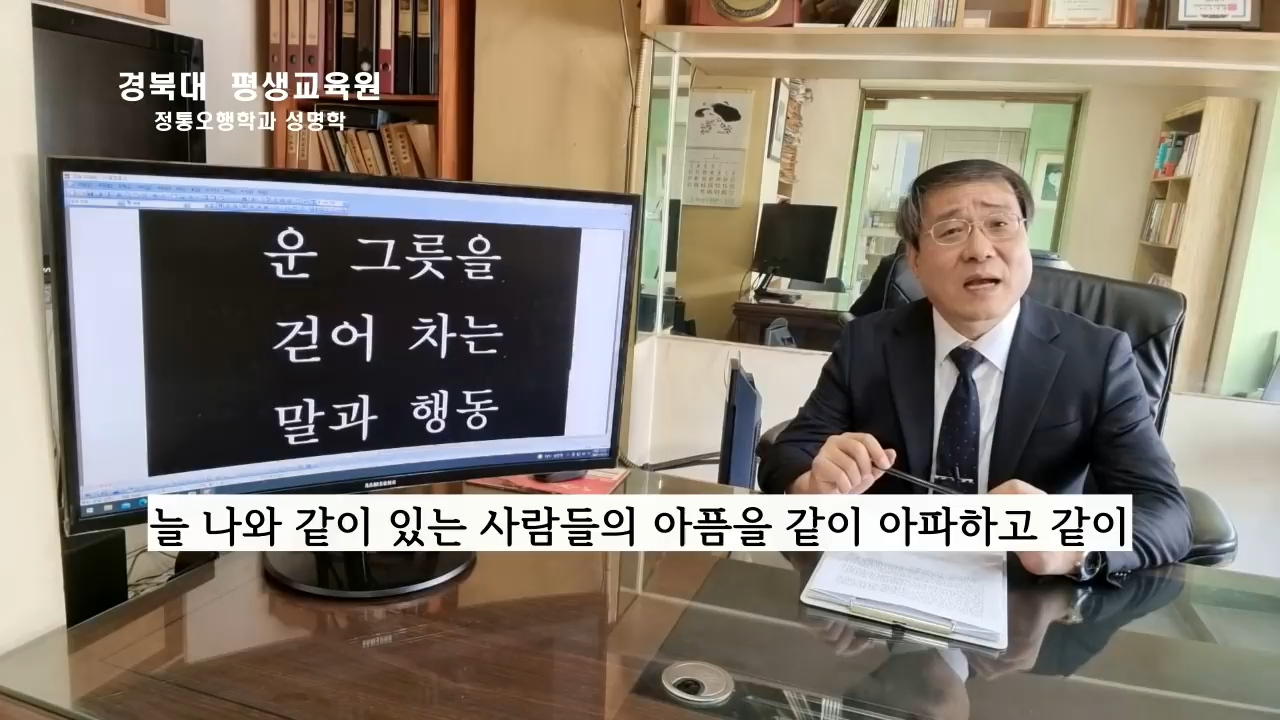 경북대 평생교육원
정통오행학과 성명학
운 그릇을
걷어 차는
말과 행동
SAMSUNG
늘 나와 같이 있는 사람들의 아픔을 같이 아파하고 같이